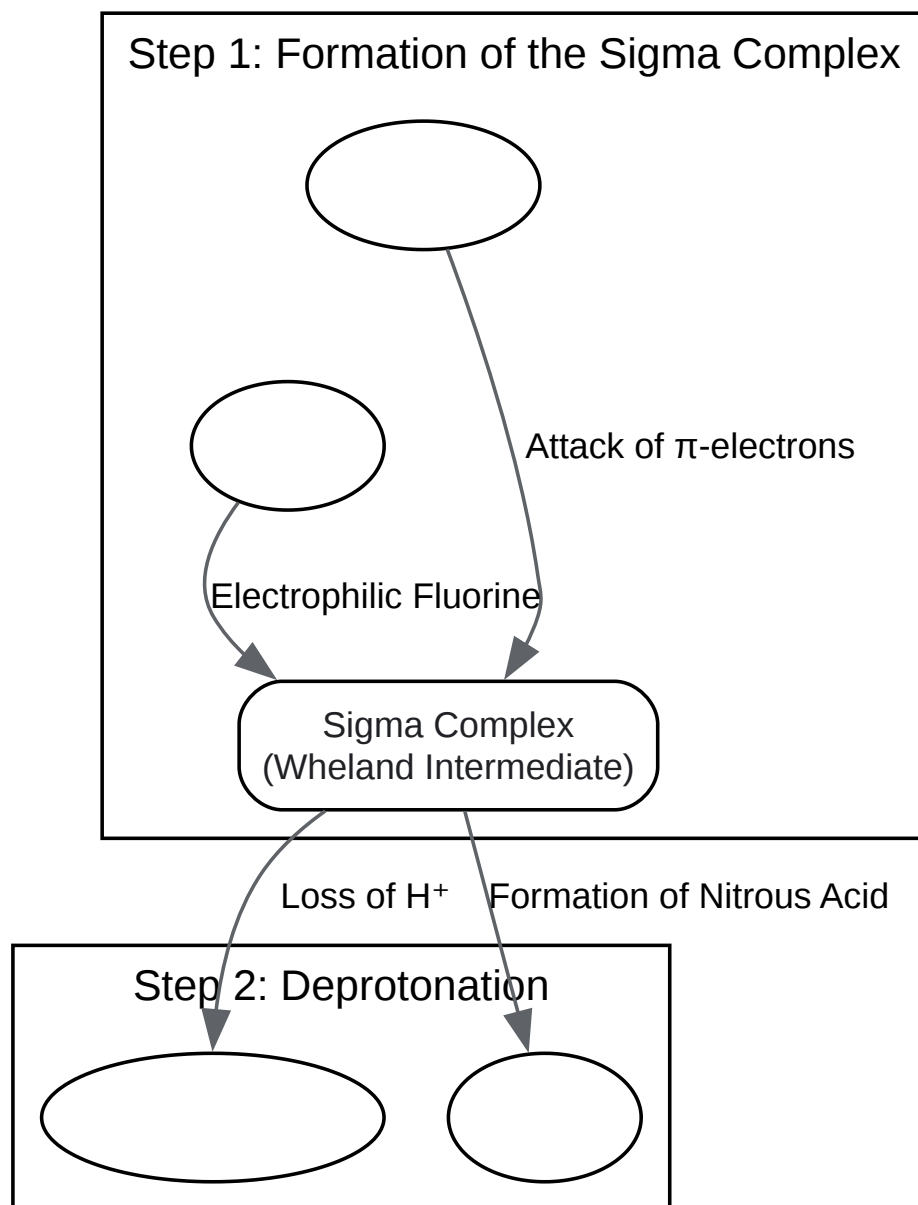 Step 1: Formation of the Sigma Complex
Attack of π-electrons
Electrophilic Fluorine
Sigma Complex
(Wheland Intermediate)
Loss of H⁺
Formation of Nitrous Acid
Step 2: Deprotonation